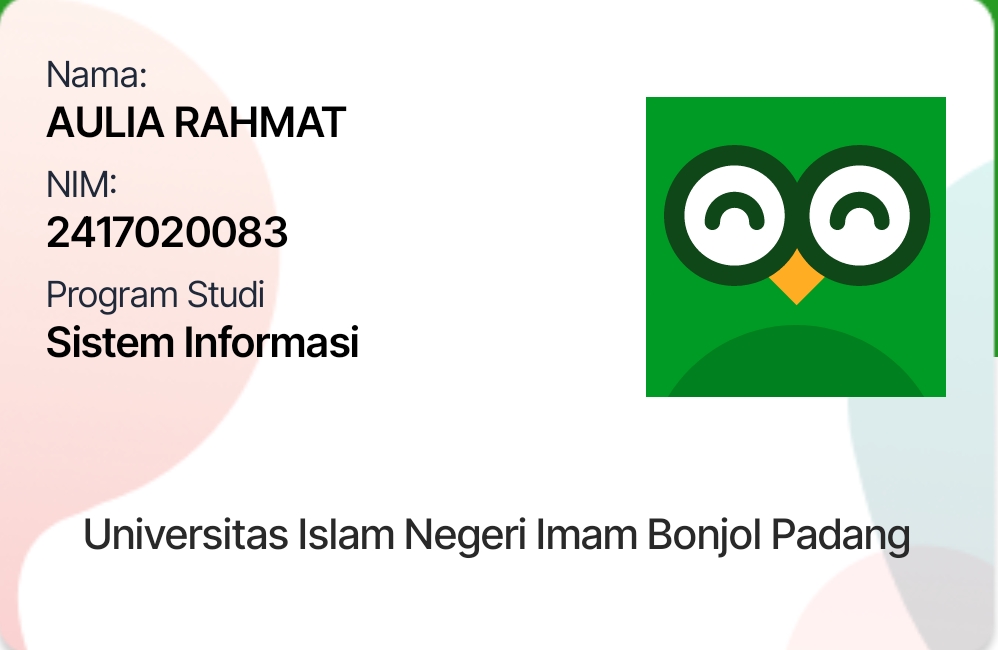 Nama:
AULIA RAHMAT
NIM:
2417020083
Program Studi
Sistem Informasi
Universitas Islam Negeri Imam Bonjol Padang